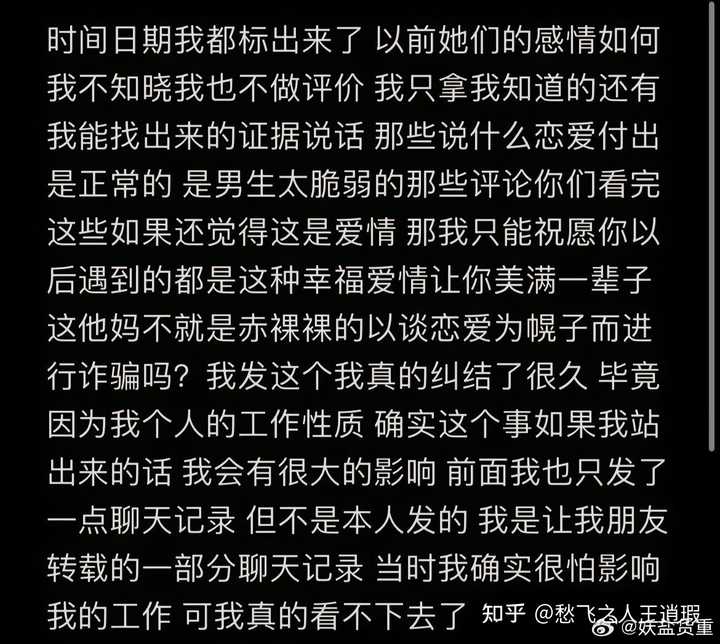 时间日期我都标出来了 以前她们的感情如何
我不知晓我也不做评价 我只拿我知道的还有
我能找出来的证据说话 那些说什么恋爱付出
是正常的 是男生太脆弱的那些评论你们看完
这些如果还觉得这是爱情 那我只能祝愿你以
后遇到的都是这种幸福爱情让你美满一辈子
这他妈不就是赤裸裸的以谈恋爱为幌子而进
行诈骗吗？我发这个我真的纠结了很久 毕竟
因为我个人的工作性质 确实这个事如果我站
出来的话 我会有很大的影响 前面我也只发了
一点聊天记录 但不是本人发的 我是让我朋友
转载的一部分聊天记录 当时我确实很怕影响
我的工作 可我真的看不下去了
知乎 @愁飞之人王逍瑕
@妖盐贠重